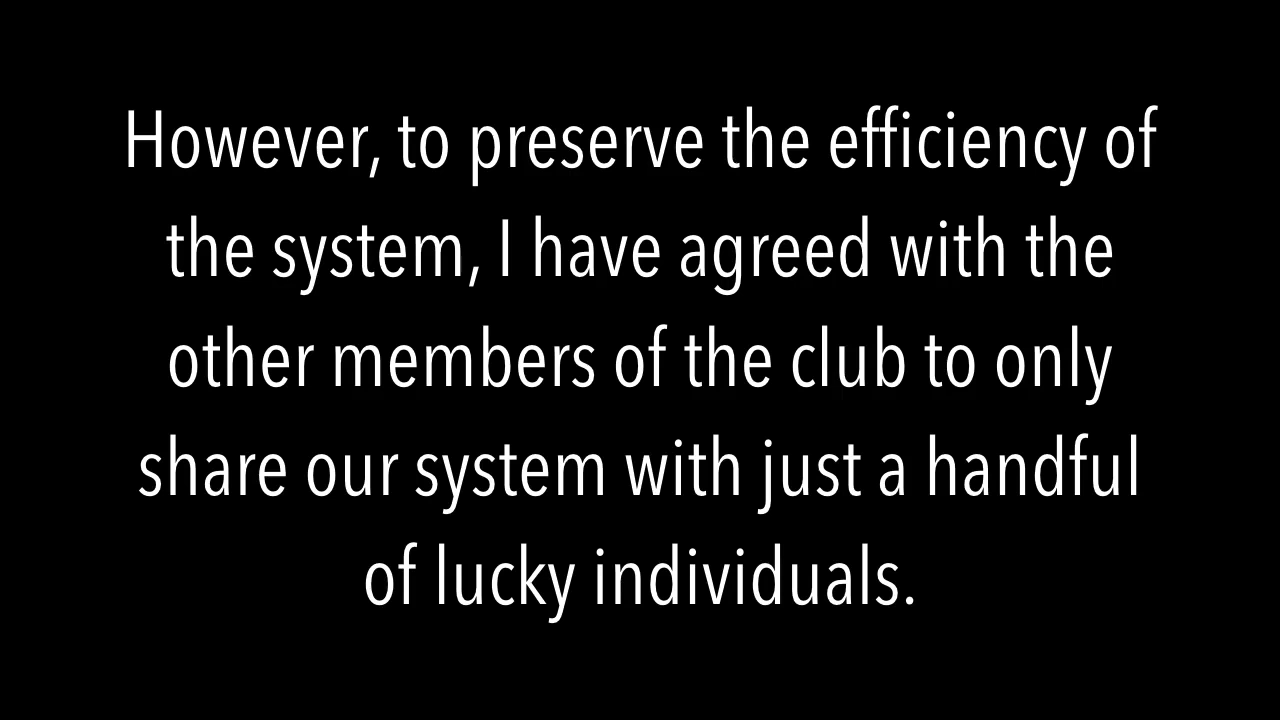 However, to preserve the efficiency of
the system, I have agreed with the
other members of the club to only
share our system with just a handful
of lucky individuals.